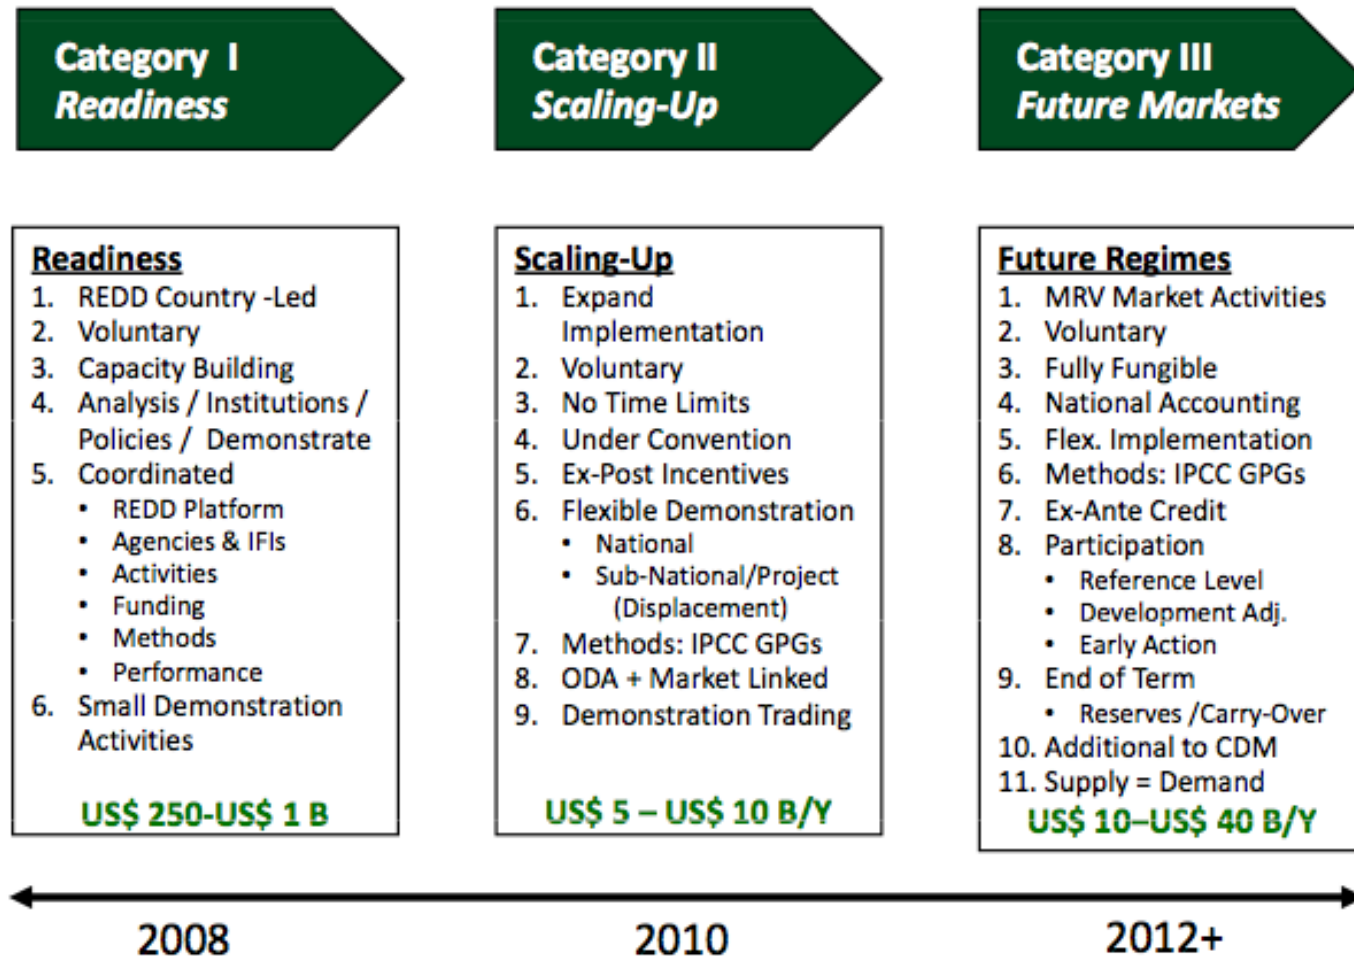 Category I
Readiness
Category II
Scaling-Up
Category III
Future Markets
Readiness
1. REDD Country -Led
2. Voluntary
3. Capacity Building
4. Analysis / Institutions /
Policies / Demonstrate
5. Coordinated
• REDD Platform
• Agencies & IFIs
• Activities
• Funding
• Methods
• Performance
6. Small Demonstration
Activities
US$ 250-US$ 1 B
Scaling-Up
1. Expand
Implementation
2. Voluntary
3. No Time Limits
4. Under Convention
5. Ex-Post Incentives
6. Flexible Demonstration
• National
• Sub-National/Project
(Displacement)
7. Methods: IPCC GPGs
8. ODA + Market Linked
9. Demonstration Trading
US$ 5 – US$ 10 B/Y
Future Regimes
1. MRV Market Activities
2. Voluntary
3. Fully Fungible
4. National Accounting
5. Flex. Implementation
6. Methods: IPCC GPGs
7. Ex-Ante Credit
8. Participation
• Reference Level
• Development Adj.
• Early Action
9. End of Term
• Reserves /Carry-Over
10. Additional to CDM
11. Supply = Demand
US$ 10–US$ 40 B/Y
2008
2010
2012+